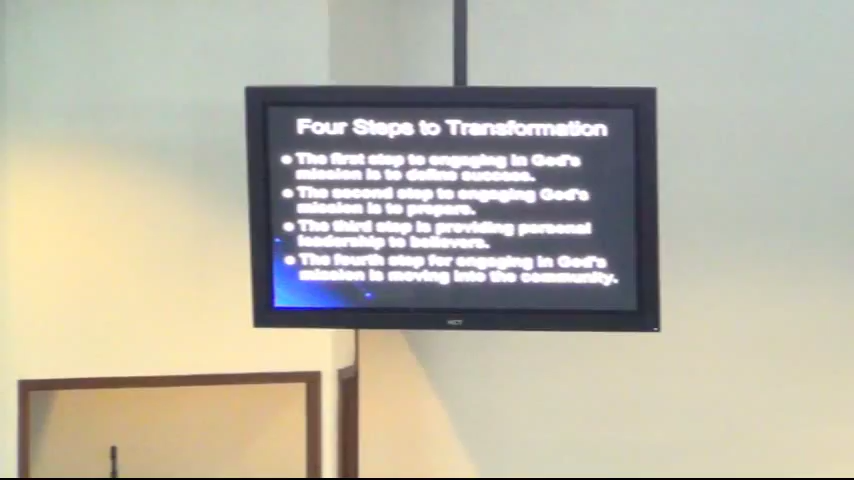 Four Steps to Transformation
• The first step to engaging in God's
mission is to define success.
• The second step to engaging God's
mission is to prepare.
• The third step is providing personal
leadership to believers.
• The fourth step for engaging in God's
mission is moving into the community.